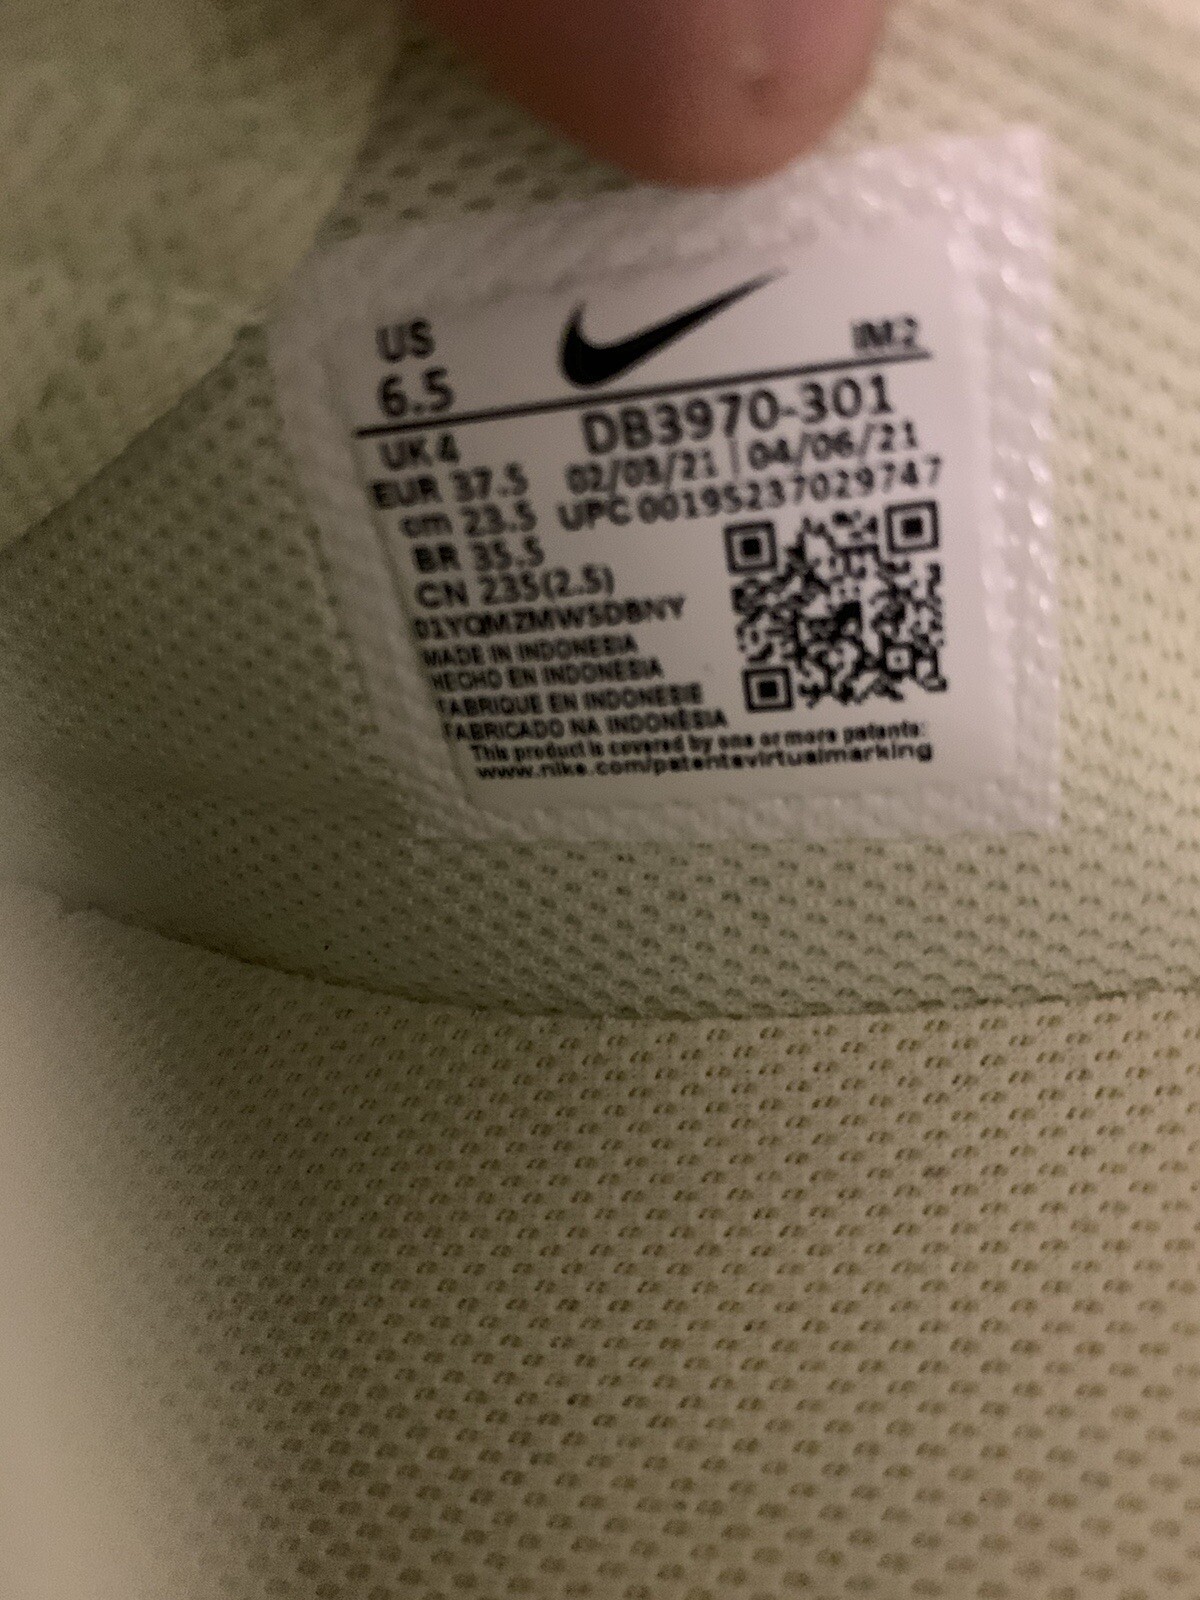 US
IM2
6.5
DB3970-301
UK 4
02/03/21 | 04/06/21
EUR 37.5
UPC 00195237029747
cm 23.5
BR 35.5
CN 235(2.5)
01YQMZMW5DBNY
MADE IN INDONESIA
HECHO EN INDONESIA
FABRIQUE EN INDONESIE
FABRICADO NA INDONÉSIA
This product is covered by one or more patents:
www.nike.com/patentsvirtualmarking